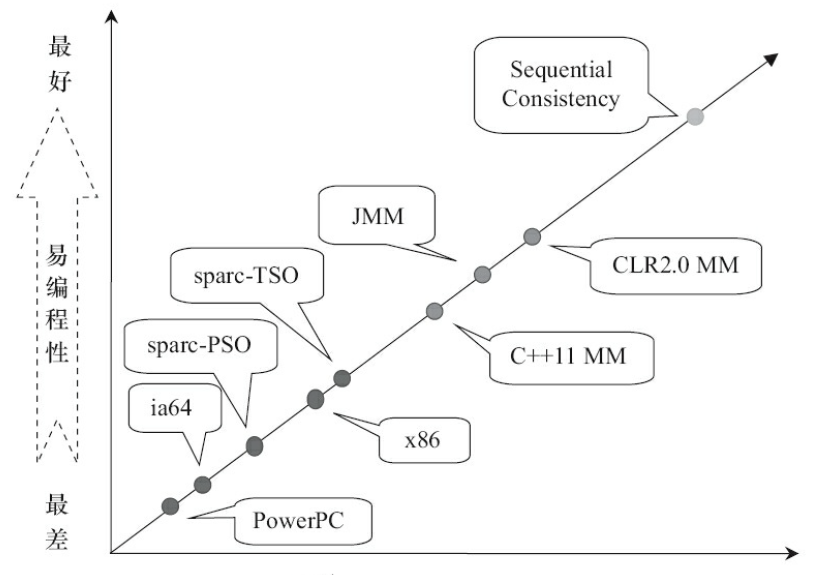 最好
易编程性
最差
Sequential
Consistency
JMM
CLR2.0 MM
sparc-TSO
C++11 MM
sparc-PSO
ia64
x86
PowerPC